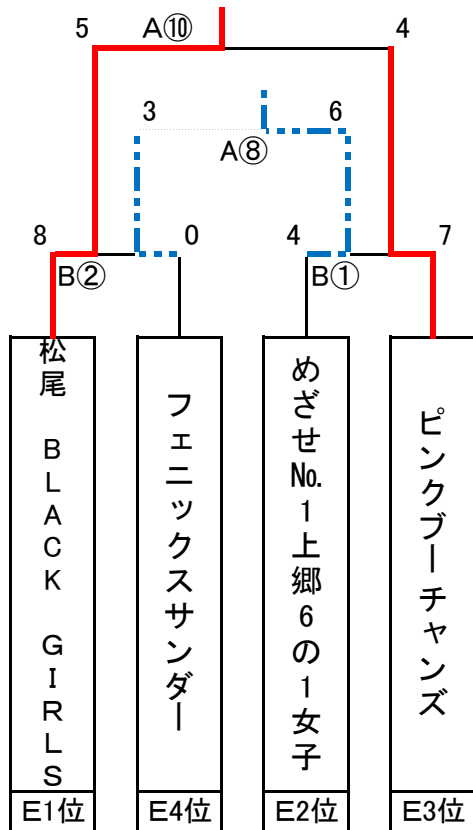 5 A⑩ 4
3 6
A⑧
8 0 4 7
B② B①
松尾 BLACK GIRLS
フェニックスサンダー
めざせ№1上郷6の1女子
ピンクブーチャンズ
E1位 E4位 E2位 E3位